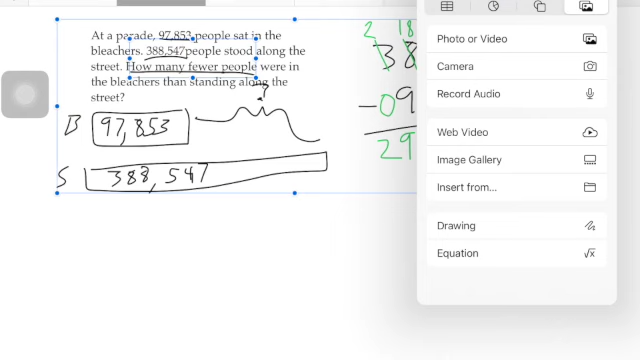 At a parade, 97,853 people sat in the
bleachers. 388,547 people stood along the
street. How many fewer people were in
the bleachers than standing along the
street?
?
B 97,853
S 388,547
2 18
38
-09
29
Photo or Video
Camera
Record Audio
Web Video
Image Gallery
Insert from...
Drawing
Equation √x